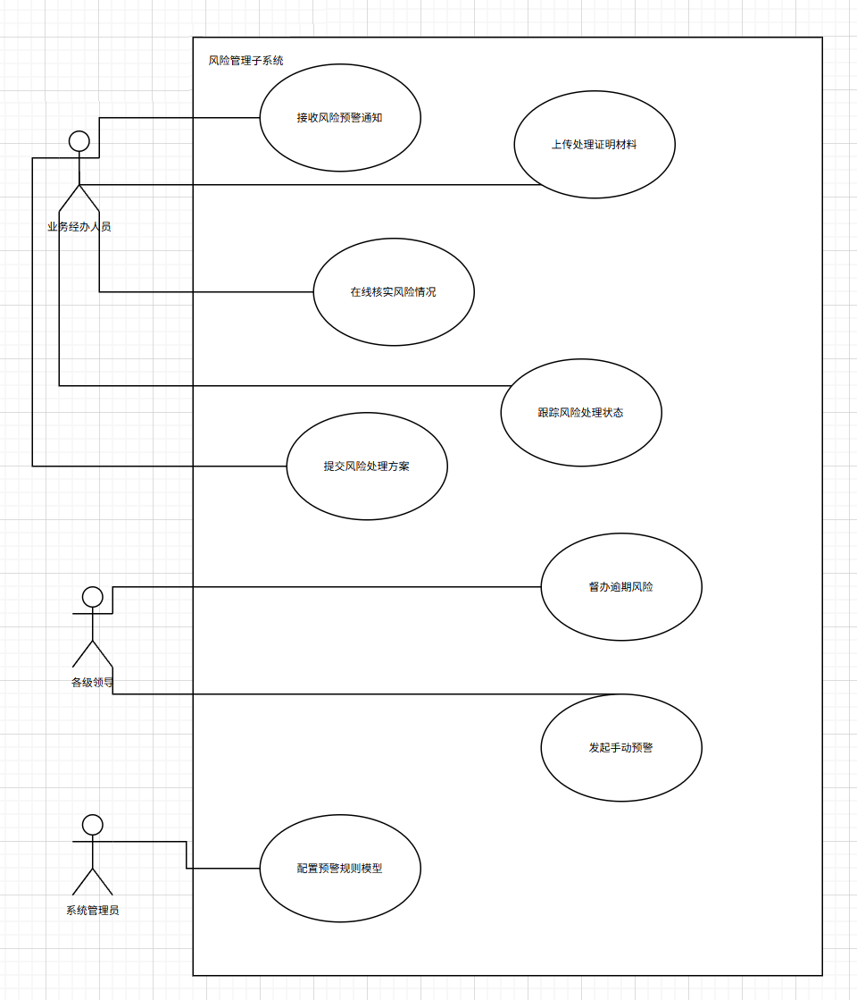 风险管理子系统
接收风险预警通知
上传处理证明材料
业务经办人员
在线核实风险情况
跟踪风险处理状态
提交风险处理方案
督办逾期风险
各级领导
发起手动预警
配置预警规则模型
系统管理员